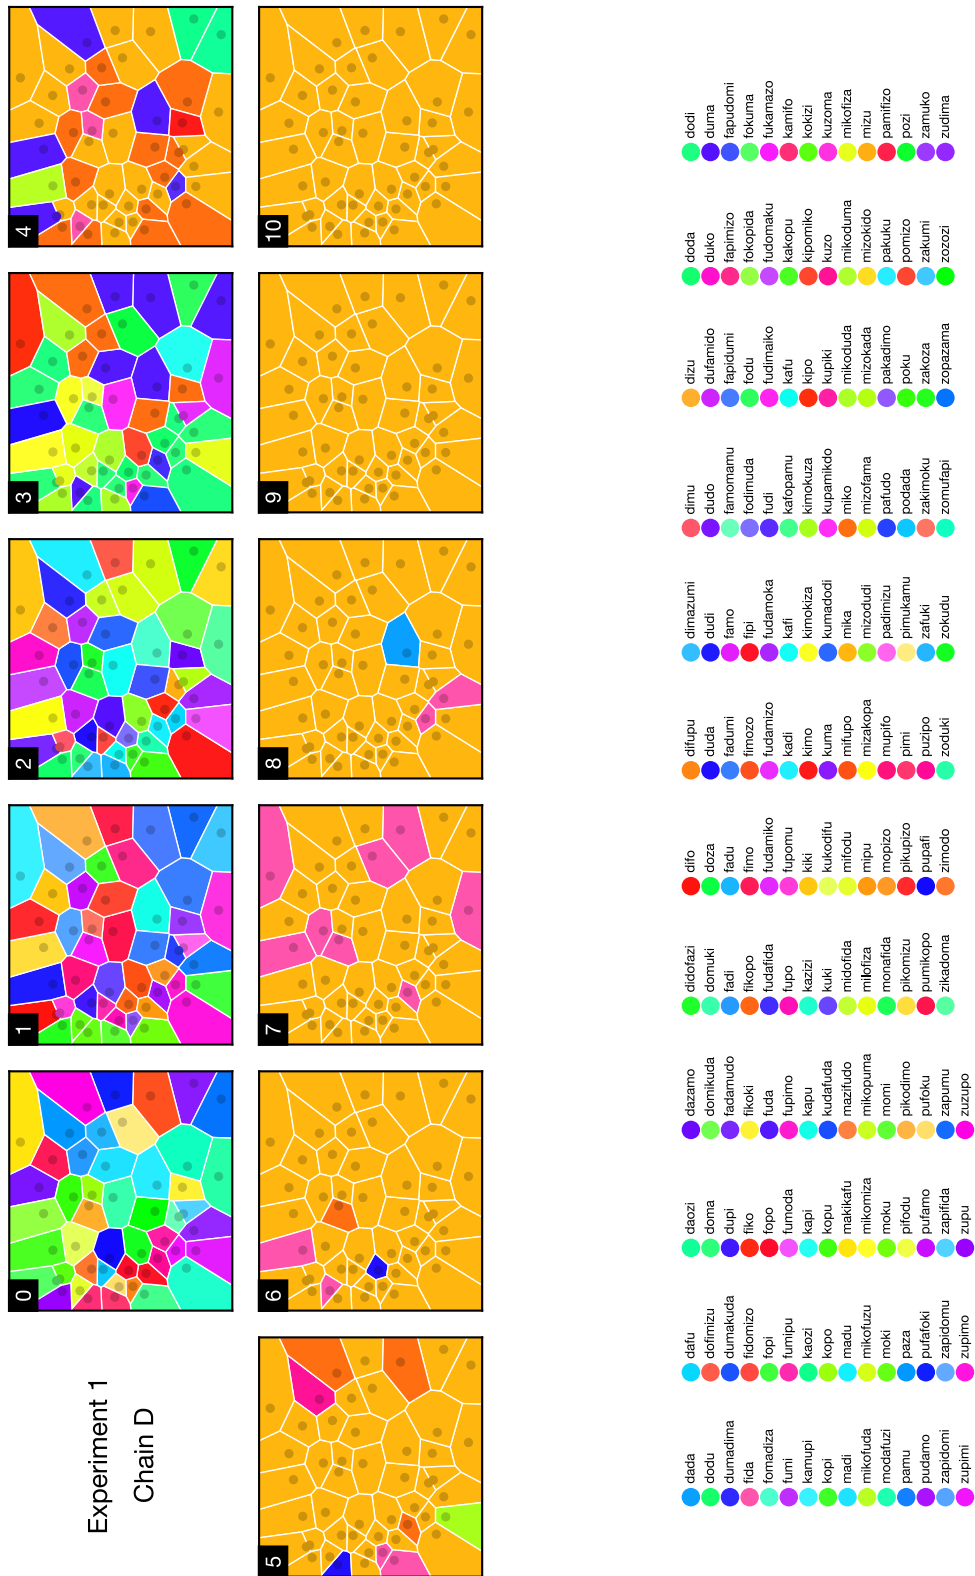 Experiment 1
Chain D
0 1 2 3 4
5 6 7 8 9 10
dada dafu daozi dazamo didofazi difo difupu dimazumi dimu dizu doda dodi
dodu dofimizu doma domikuda domuki doza duda dudi dudo dufamido duko duma
dumadima dumakuda dupi fadamudo fadi fadu fadumi famo famomamu fapidumi fapimizo fapudomi
fida fidomizo fiko fikoki fikopo fimo fimozo fipi fodimuda fodu fokopida fokuma
fomadiza fopi fopo fuda fudafida fudamiko fudamizo fudamoka fudi fudimaiko fudomaku fukamazo
fumi fumipu fumoda fupimo fupo fupomu kadi kafi kafopamu kafu kakopu kamifo
kamupi kaozi kapi kapu kazizi kiki kimo kimokiza kimokuza kipo kipomiko kokizi
kopi kopo kopu kudafuda kuki kukodifu kuma kumadodi kupamikdo kupiki kuzo kuzoma
madi madu makikafu mazifudo midofida mifodu mifupo mika miko mikoduda mikoduma mikofiza
mikofuda mikofuzu mikomiza mikopuma milofiza mipu mizakopa mizodudi mizofama mizokada mizokido mizu
modafuzi moki moku momi monafida mopizo mupifo padimizu pafudo pakadimo pakuku pamifizo
pamu paza pifodu pikodimo pikomizu pikupizo pimi pimukamu podada poku pomizo pozi
pudamo pufafoki pufamo pufoku pumikopo pupafi puzipo zafuki zakimoku zakoza zakumi zamuko
zapidomi zapidomu zapifida zapumu zikadoma zimodo zoduki zokudu zomufapi zopazama zozozi zudima
zupimi zupimo zupu zuzupo